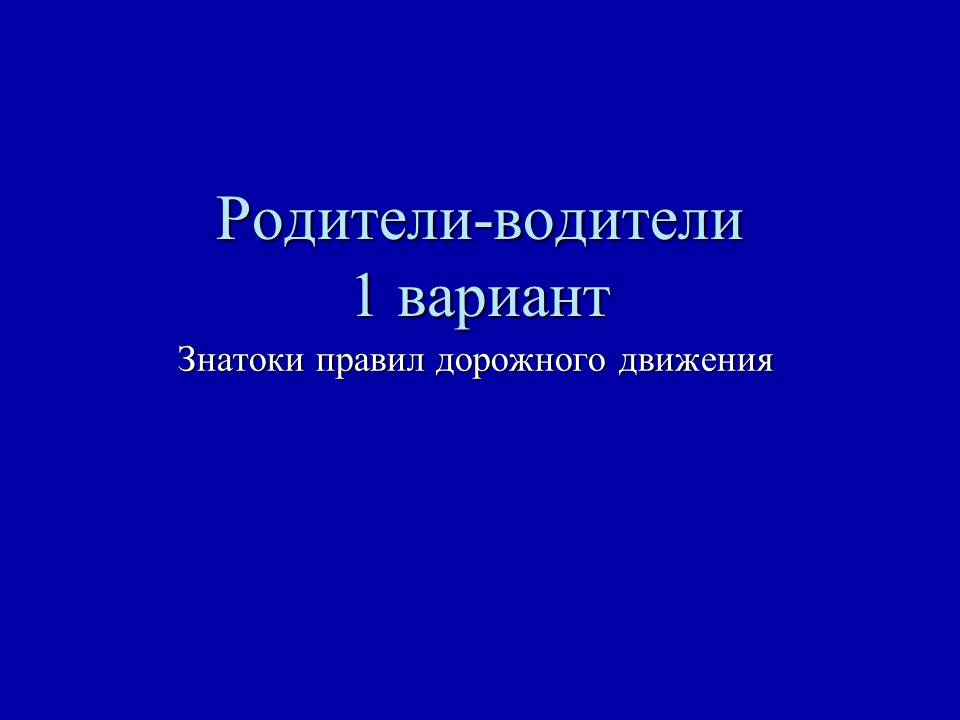 Родители-водители
1 вариант
Знатоки правил дорожного движения